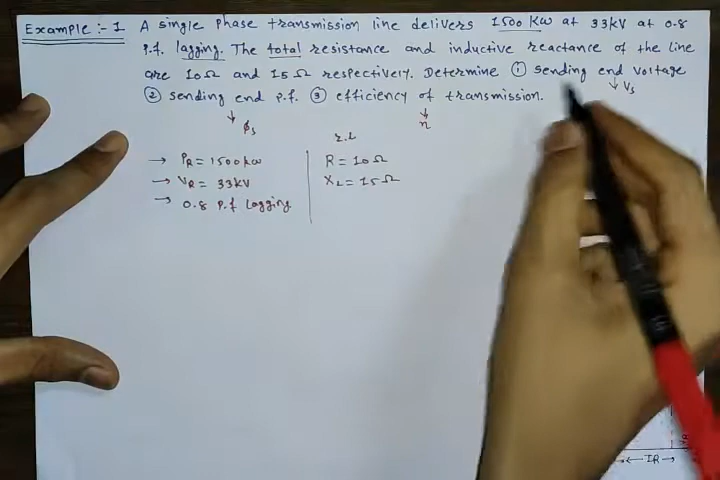 Example :- 1 A single phase transmission line delivers 1500 kw at 33kV at 0.8
P.f. lagging. The total resistance and inductive reactance of the line
are 10Ω and 15Ω respectively. Determine ① sending end voltage
② sending end P.f. ③ efficiency of transmission. ↓ Vs
↓ ϕs ↓ η
→ PR = 1500 kw
→ VR = 33KV
→ 0.8 P.f Lagging
R = 10Ω
XL = 15Ω
← IR →